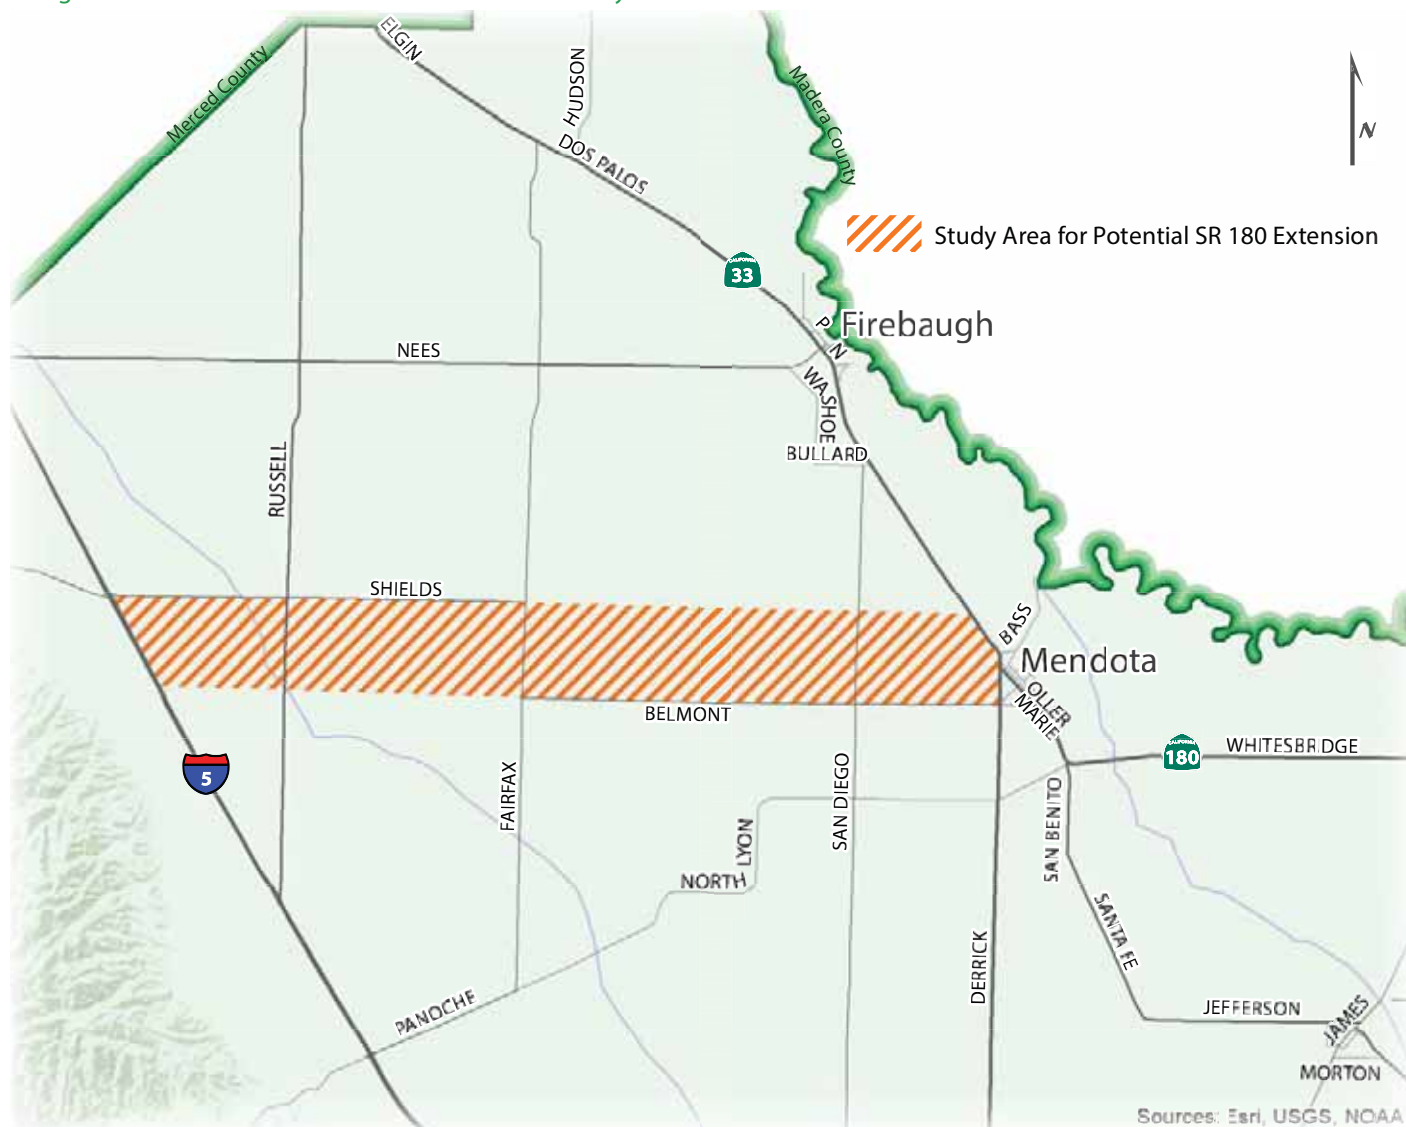 ELGIN
HUDSON
Merced County
Madera County
N
DOS PALOS
Study Area for Potential SR 180 Extension
CALIFORNIA
33
Firebaugh
P
N
NEES
WASHOE
RUSSELL
BULLARD
SHIELDS
BASS
Mendota
OLLER
MARIE
BELMONT
CALIFORNIA
180
WHITESBRIDGE
5
FAIRFAX
SAN DIEGO
SAN BENITO
LYON
NORTH
SANTA FE
DERRICK
PANOCHE
JEFFERSON
JAMES
MORTON
Sources: Esri, USGS, NOAA